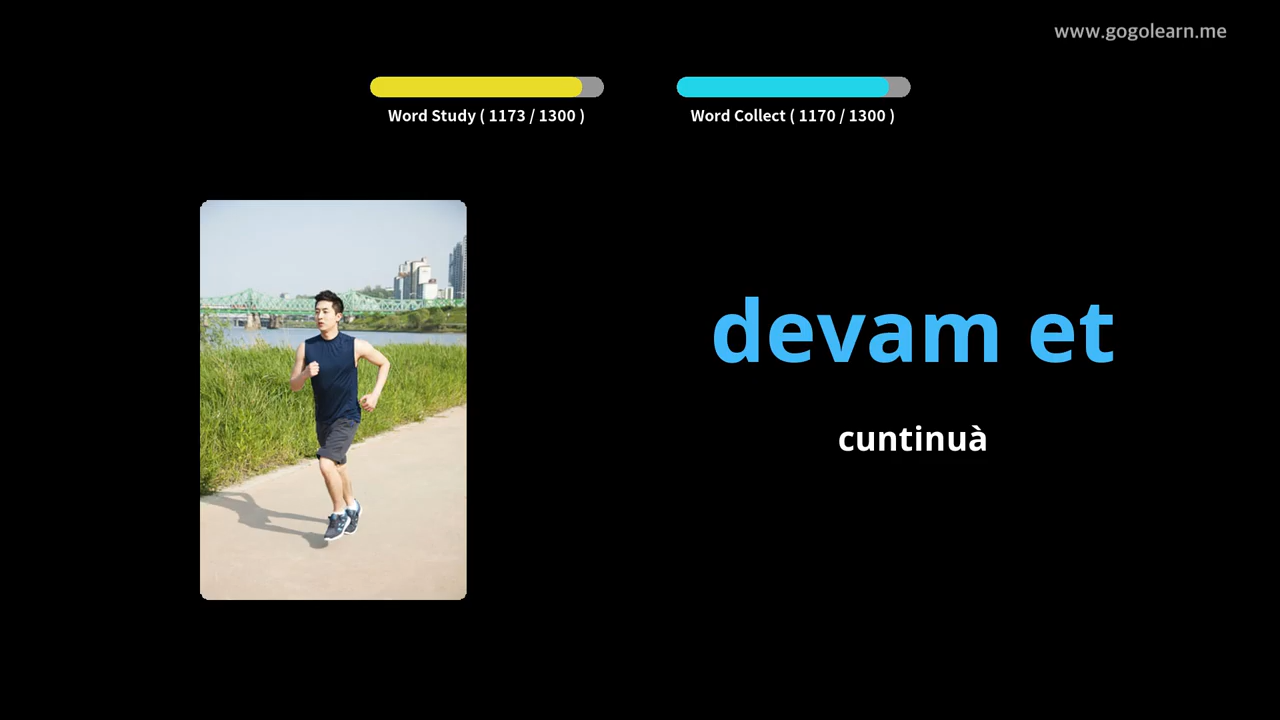 www.gogolearn.me
Word Study ( 1173 / 1300 )
Word Collect ( 1170 / 1300 )
devam et
cuntinuà